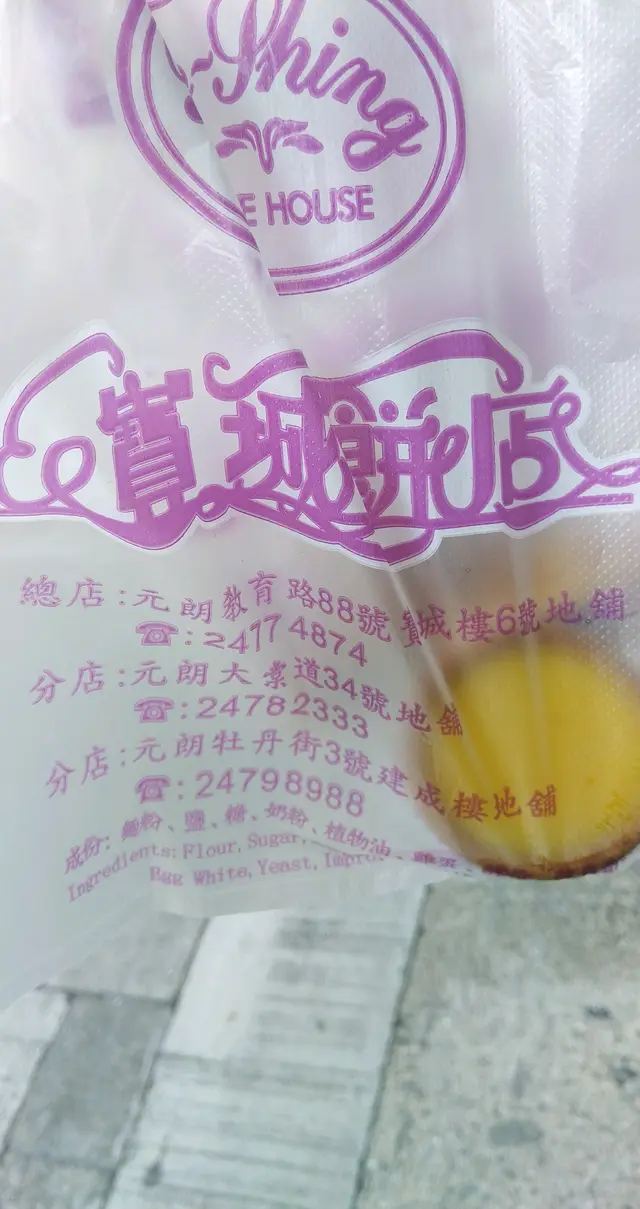 Shing
E HOUSE
寶城餅店
總店:元朗教育路88號寶城樓6號地舖
☎:24774874
分店:元朗大棠道34號地舖
☎:24782333
分店:元朗牡丹街3號建成樓地舖
☎:24798988
成份:麵粉、鹽、糖、奶粉、植物油、雞蛋、
Ingredients: Flour, Sugar,
Egg White, Yeast,